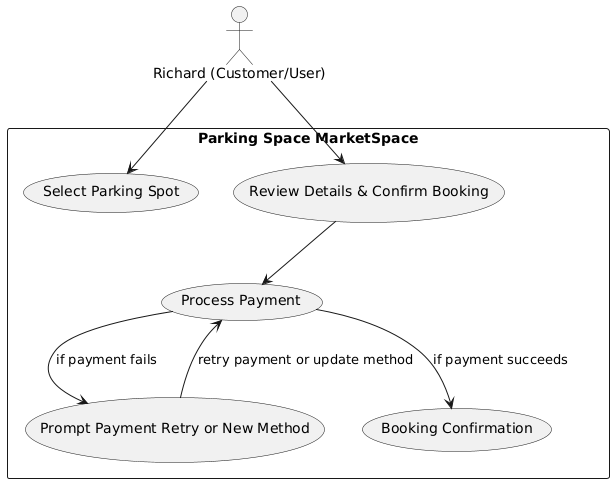 Richard (Customer/User)
Parking Space MarketSpace
Select Parking Spot
Review Details & Confirm Booking
Process Payment
if payment fails
retry payment or update method
if payment succeeds
Prompt Payment Retry or New Method
Booking Confirmation